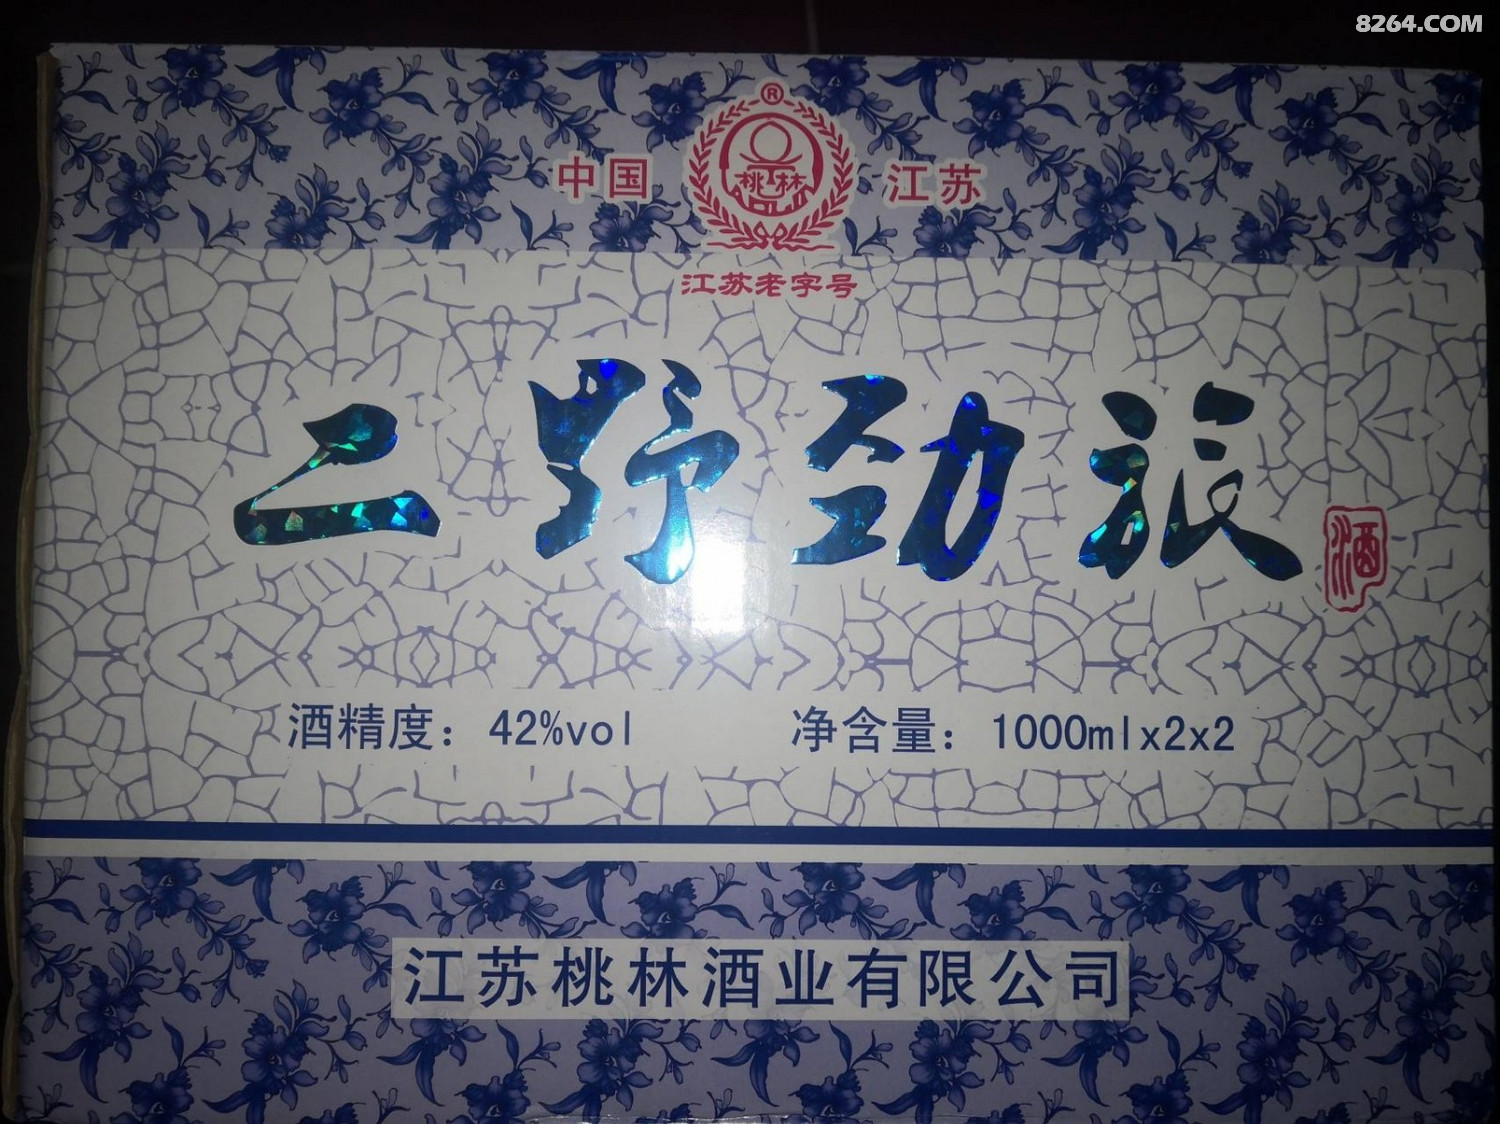 8264.COM
®
中国 桃林 江苏
江苏老字号
二野劲旅
酒
酒精度：42%vol 净含量：1000mlx2x2
江苏桃林酒业有限公司